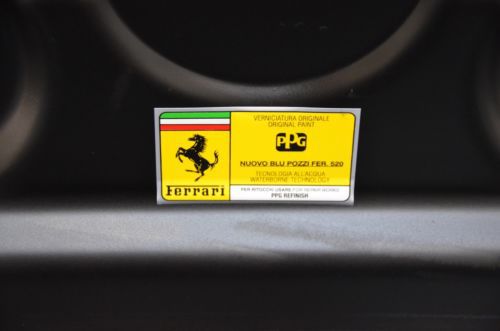 VERNICIATURA ORIGINALE
ORIGINAL PAINT
PPG
NUOVO BLU POZZI FER. 520
TECNOLOGIA ALL'ACQUA
WATERBORNE TECHNOLOGY
Ferrari
PER RITOCCHI USARE/FOR REPAIR WORKS
PPG REFINISH